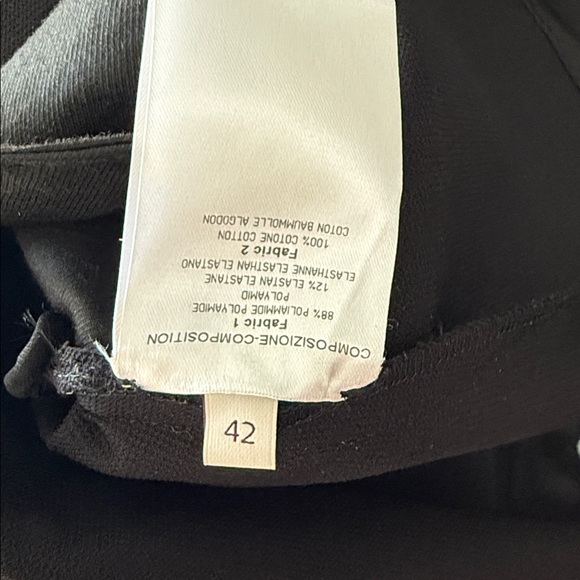 COMPOSIZIONE-COMPOSITION
Fabric 1
88% POLIAMMIDE POLYAMIDE
POLYAMID
12% ELASTAN ELASTANE
ELASTHANNE ELASTHAN ELASTANO
Fabric 2
100% COTONE COTTON
COTON BAUMWOLLE ALGODON
42